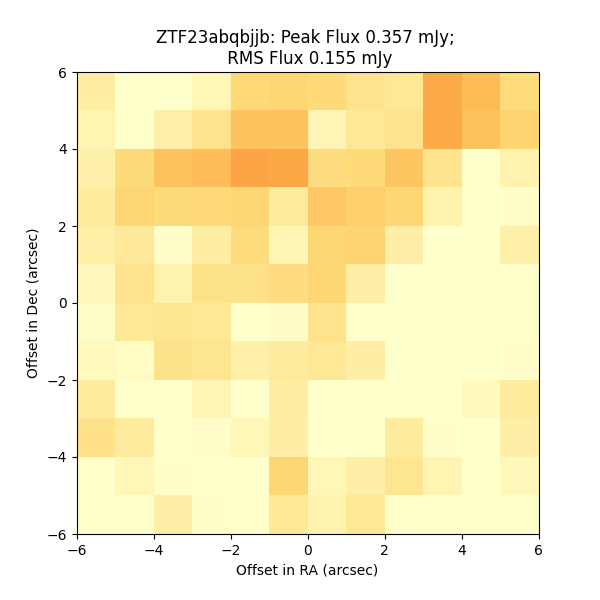 ZTF23abqbjjb: Peak Flux 0.357 mJy;
RMS Flux 0.155 mJy
6
4
2
0
−2
−4
−6
Offset in Dec (arcsec)
−6 −4 −2 0 2 4 6
Offset in RA (arcsec)